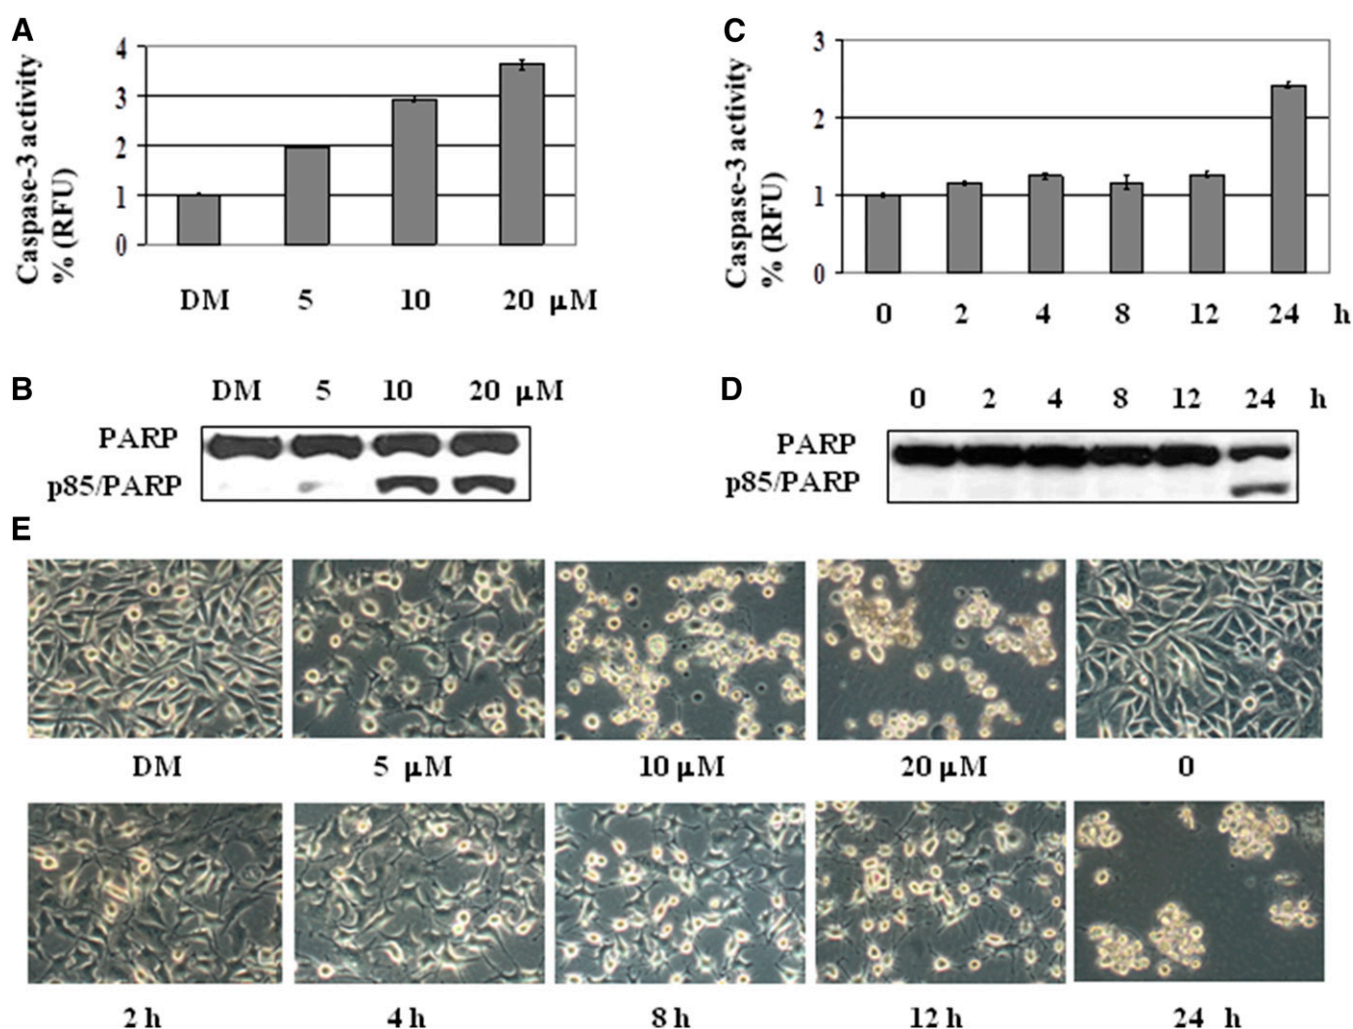 A
Caspase-3 activity
% (RFU)
4
3
2
1
0
DM 5 10 20 µM
C
Caspase-3 activity
% (RFU)
3
2
1
0
0 2 4 8 12 24 h
B
DM 5 10 20 µM
PARP
p85/PARP
D
0 2 4 8 12 24 h
PARP
p85/PARP
E
DM 5 µM 10 µM 20 µM 0
2 h 4 h 8 h 12 h 24 h